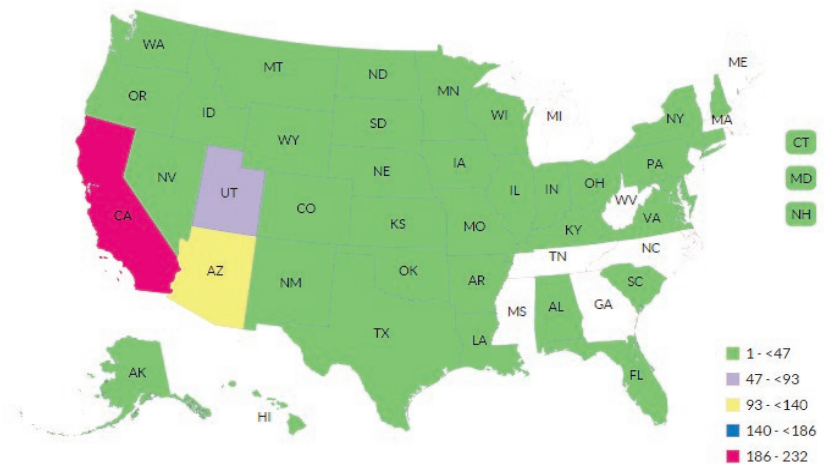 WA
MT
ND
MN
ME
OR
ID
SD
WI
MI
NY
MA
WY
CT
NV
UT
NE
IA
PA
MD
CA
CO
IL
IN
OH
WV
VA
NH
KS
MO
KY
NC
AZ
NM
OK
AR
TN
SC
TX
MS
AL
GA
LA
FL
AK
HI
1 - <47
47 - <93
93 - <140
140 - <186
186 - 232